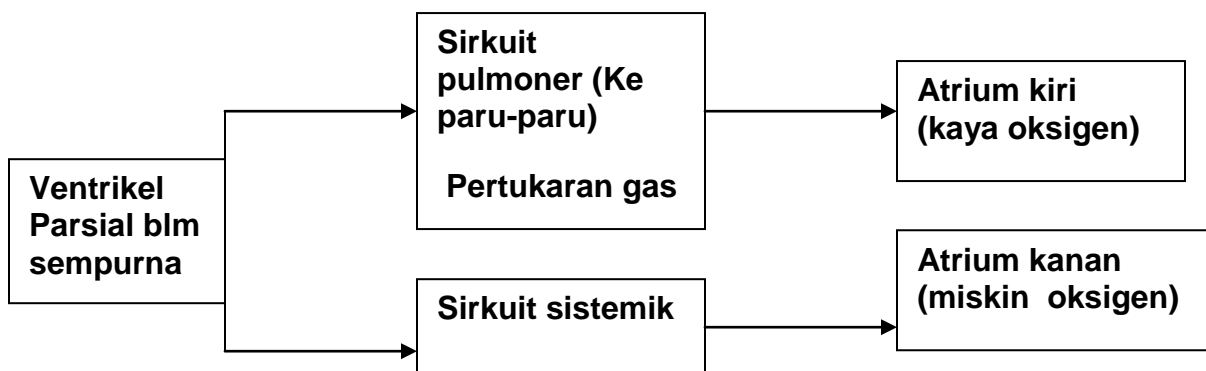 Ventrikel
Parsial blm
sempurna
Sirkuit
pulmoner (Ke
paru-paru)
Pertukaran gas
Atrium kiri
(kaya oksigen)
Sirkuit sistemik
Atrium kanan
(miskin oksigen)